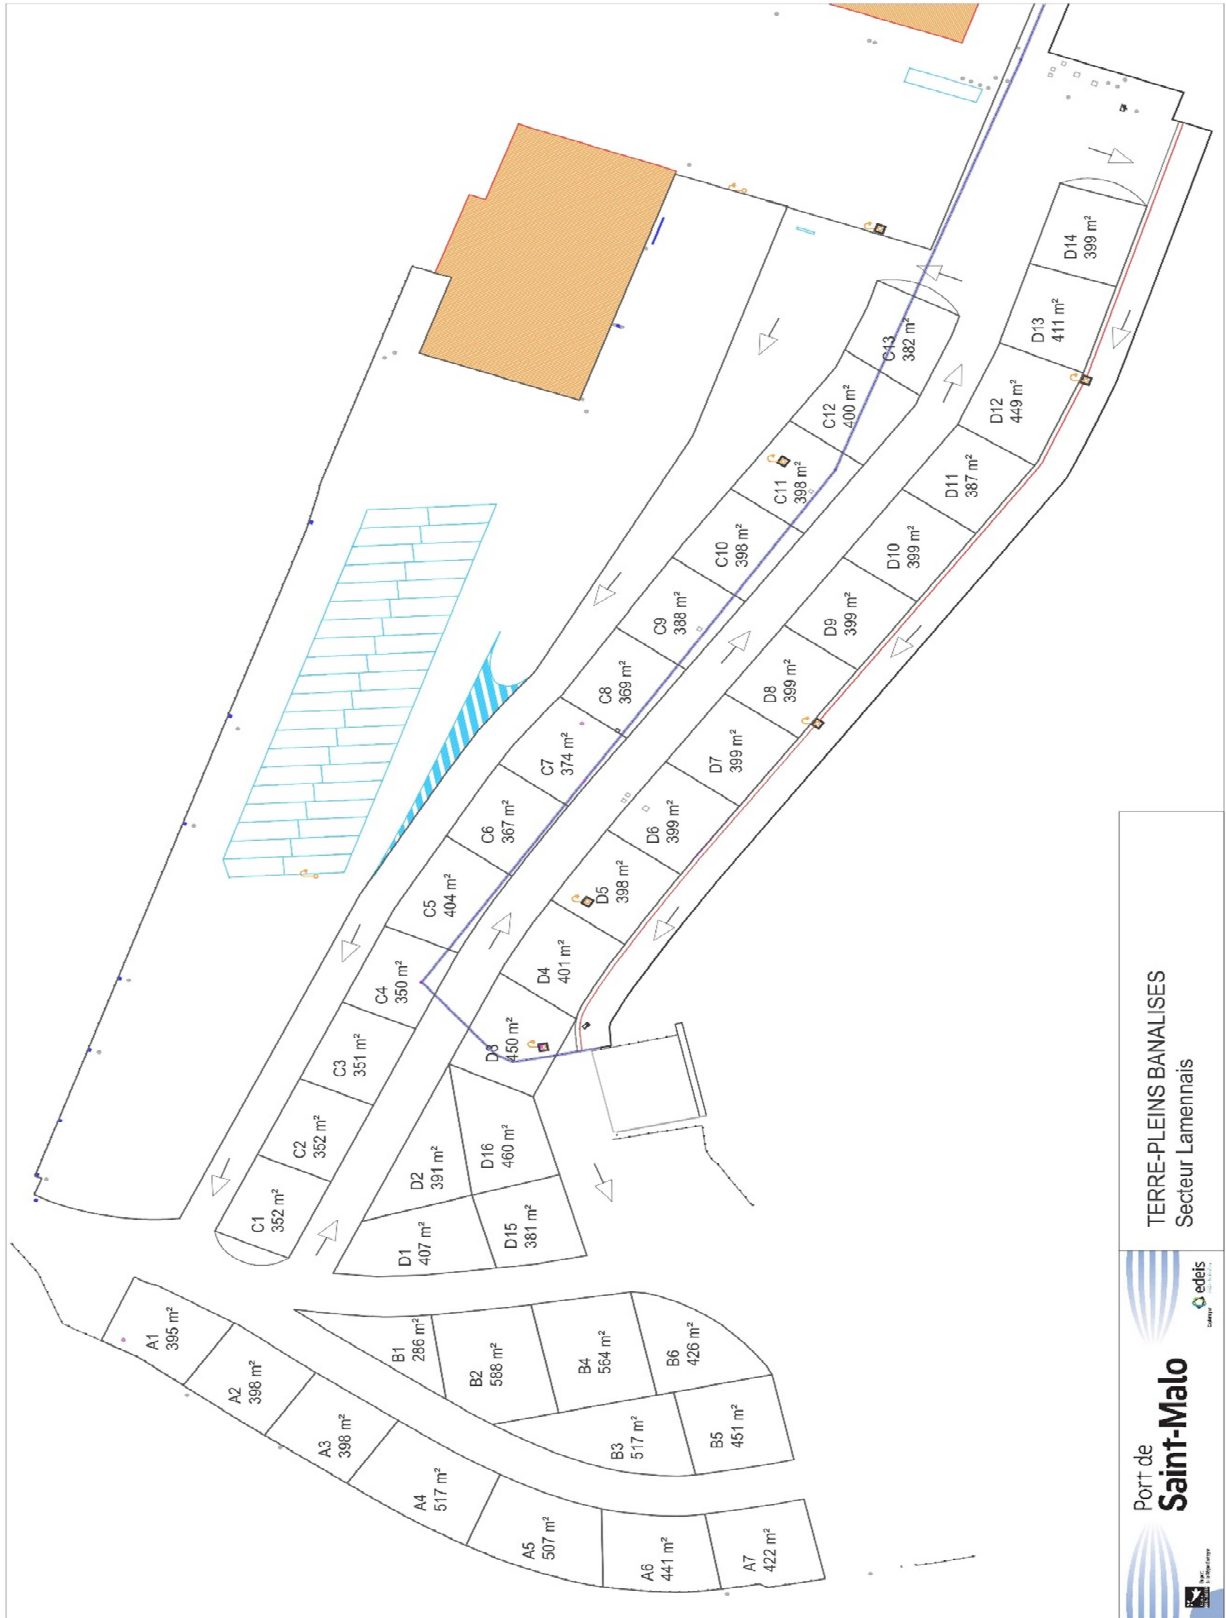 A1
395 m²
A2
398 m²
A3
398 m²
A4
517 m²
A5
507 m²
A6
441 m²
A7
422 m²
B1
286 m²
B2
588 m²
B4
564 m²
B6
426 m²
B3
517 m²
B5
451 m²
C1
352 m²
C2
352 m²
C3
351 m²
C4
350 m²
C5
404 m²
C6
367 m²
C7
374 m²
C8
369 m²
C9
388 m²
C10
398 m²
C11
398 m²
C12
400 m²
C13
382 m²
D1
407 m²
D2
391 m²
D15
381 m²
D16
460 m²
D3
450 m²
D4
401 m²
D5
398 m²
D6
399 m²
D7
399 m²
D8
399 m²
D9
399 m²
D10
399 m²
D11
387 m²
D12
449 m²
D13
411 m²
D14
399 m²
Port de
Saint-Malo
edeis
TERRE-PLEINS BANALISES
Secteur Lamennais